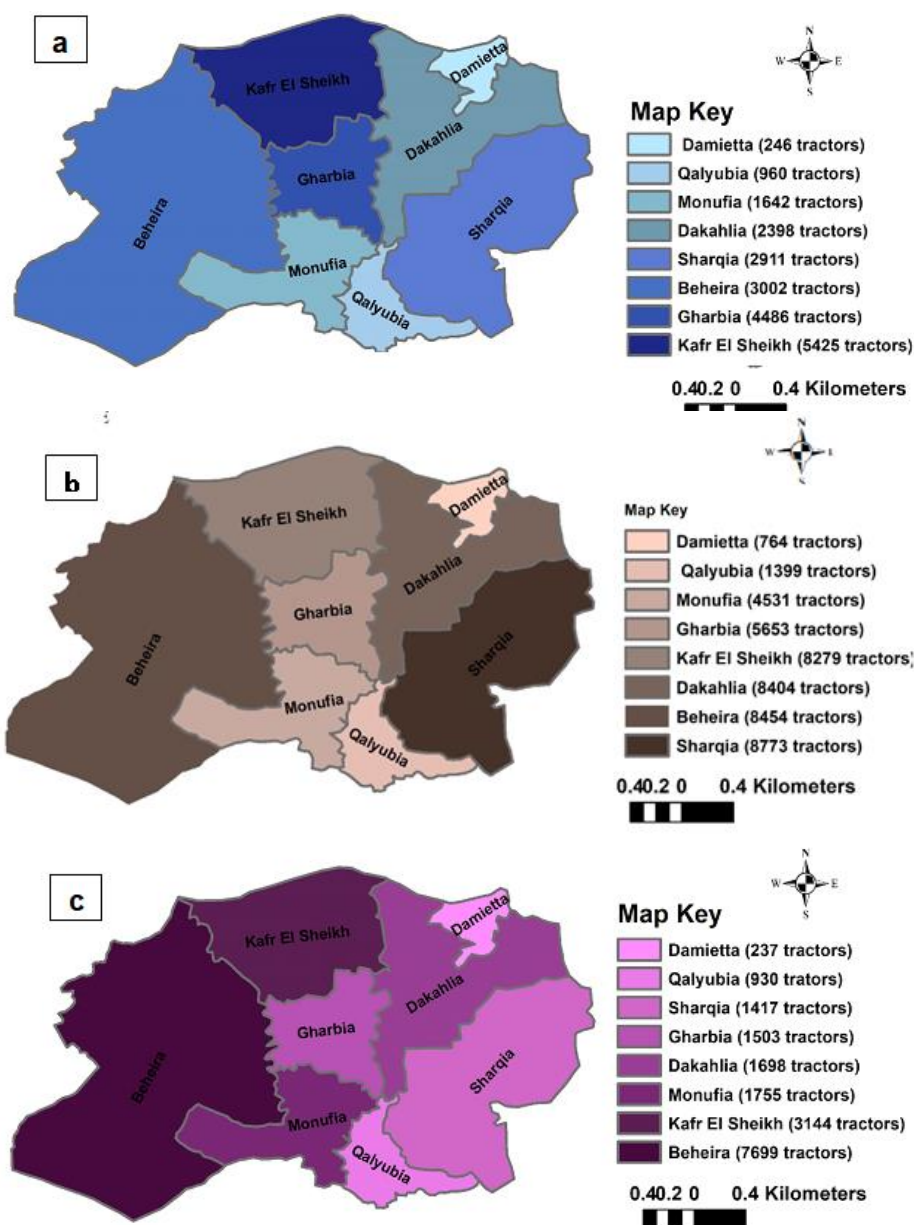 a
N
W E
S
Kafr El Sheikh
Damietta
Dakahlia
Gharbia
Beheira
Sharqia
Monufia
Qalyubia
Map Key
Damietta (246 tractors)
Qalyubia (960 tractors)
Monufia (1642 tractors)
Dakahlia (2398 tractors)
Sharqia (2911 tractors)
Beheira (3002 tractors)
Gharbia (4486 tractors)
Kafr El Sheikh (5425 tractors)
0.40.2 0 0.4 Kilometers
b
N
W
Damietta
Kafr El Sheikh
Dakahlia
Gharbia
Beheira
Sharqia
Monufia
Qalyubia
Map Key
Damietta (764 tractors)
Qalyubia (1399 tractors)
Monufia (4531 tractors)
Gharbia (5653 tractors)
Kafr El Sheikh (8279 tractors)
Dakahlia (8404 tractors)
Beheira (8454 tractors)
Sharqia (8773 tractors)
0.40.2 0 0.4 Kilometers
c
N
W E
S
Damietta
Kafr El Sheikh
Dakahlia
Gharbia
Beheira
Sharqia
Monufia
Qalyubia
Map Key
Damietta (237 tractors)
Qalyubia (930 trators)
Sharqia (1417 tractors)
Gharbia (1503 tractors)
Dakahlia (1698 tractors)
Monufia (1755 tractors)
Kafr El Sheikh (3144 tractors)
Beheira (7699 tractors)
0.40.2 0 0.4 Kilometers